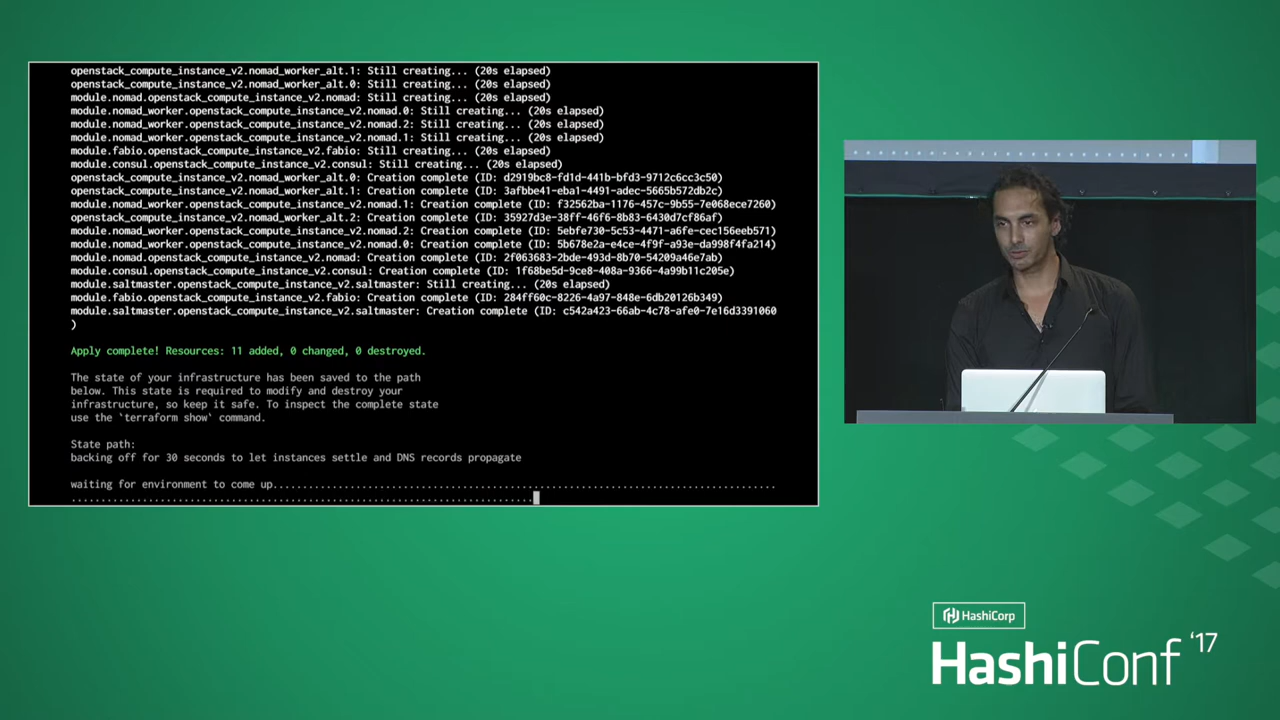 openstack_compute_instance_v2.nomad_worker_alt.1: Still creating... (20s elapsed)
openstack_compute_instance_v2.nomad_worker_alt.0: Still creating... (20s elapsed)
module.nomad.openstack_compute_instance_v2.nomad: Still creating... (20s elapsed)
module.nomad_worker.openstack_compute_instance_v2.nomad.0: Still creating... (20s elapsed)
module.nomad_worker.openstack_compute_instance_v2.nomad.2: Still creating... (20s elapsed)
module.nomad_worker.openstack_compute_instance_v2.nomad.1: Still creating... (20s elapsed)
module.fabio.openstack_compute_instance_v2.fabio: Still creating... (20s elapsed)
module.consul.openstack_compute_instance_v2.consul: Still creating... (20s elapsed)
openstack_compute_instance_v2.nomad_worker_alt.0: Creation complete (ID: d2919bc8-fd1d-441b-bfd3-9712c6cc3c50)
openstack_compute_instance_v2.nomad_worker_alt.1: Creation complete (ID: 3afbbe41-eba1-4491-adec-5665b572db2c)
module.nomad_worker.openstack_compute_instance_v2.nomad.1: Creation complete (ID: f32562ba-1176-457c-9b55-7e068ece7260)
openstack_compute_instance_v2.nomad_worker_alt.2: Creation complete (ID: 35927d3e-38ff-46f6-8b83-6430d7cf86af)
module.nomad_worker.openstack_compute_instance_v2.nomad.2: Creation complete (ID: 5ebfe730-5c53-4471-a6fe-cec156eeb571)
module.nomad_worker.openstack_compute_instance_v2.nomad.0: Creation complete (ID: 5b678e2a-e4ce-4f9f-a93e-da998f4fa214)
module.nomad.openstack_compute_instance_v2.nomad: Creation complete (ID: 2f063683-2bde-493d-8b70-54209a46e7ab)
module.consul.openstack_compute_instance_v2.consul: Creation complete (ID: 1f68be5d-9ce8-408a-9366-4a99b11c205e)
module.saltmaster.openstack_compute_instance_v2.saltmaster: Still creating... (20s elapsed)
module.fabio.openstack_compute_instance_v2.fabio: Creation complete (ID: 284ff60c-8226-4a97-848e-6db20126b349)
module.saltmaster.openstack_compute_instance_v2.saltmaster: Creation complete (ID: c542a423-66ab-4c78-afe0-7e16d3391060
)
Apply complete! Resources: 11 added, 0 changed, 0 destroyed.
The state of your infrastructure has been saved to the path
below. This state is required to modify and destroy your
infrastructure, so keep it safe. To inspect the complete state
use the `terraform show` command.
State path:
backing off for 30 seconds to let instances settle and DNS records propagate
waiting for environment to come up...........................................................................
.....................................................................
HashiCorp
HashiConf '17